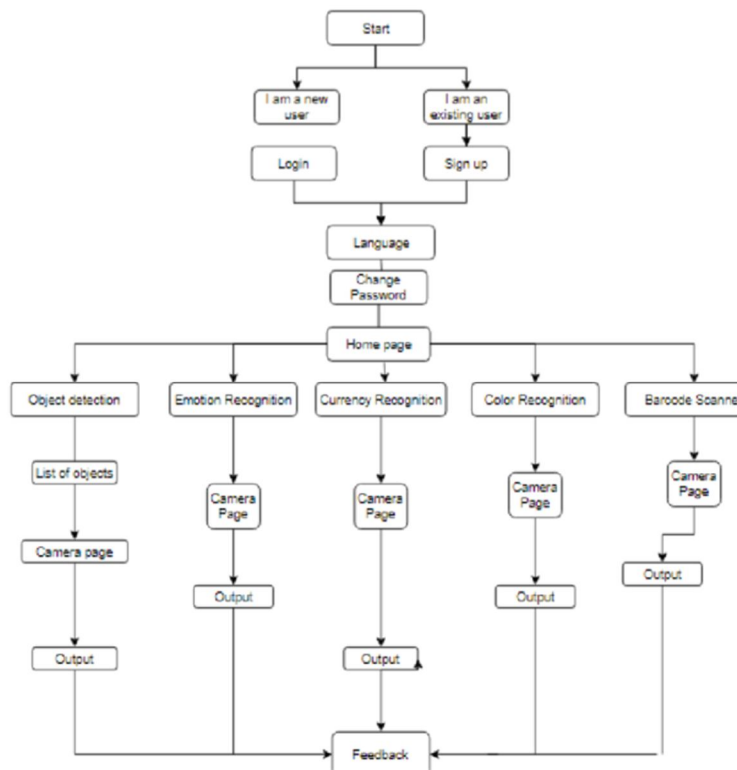 Start
I am a new
user
I am an
existing user
Login
Sign up
Language
Change
Password
Home page
Object detection
Emotion Recognition
Currency Recognition
Color Recognition
Barcode Scanne
List of objects
Camera
Page
Camera
Page
Camera
Page
Camera
Page
Camera page
Output
Output
Output
Output
Output
Feedback